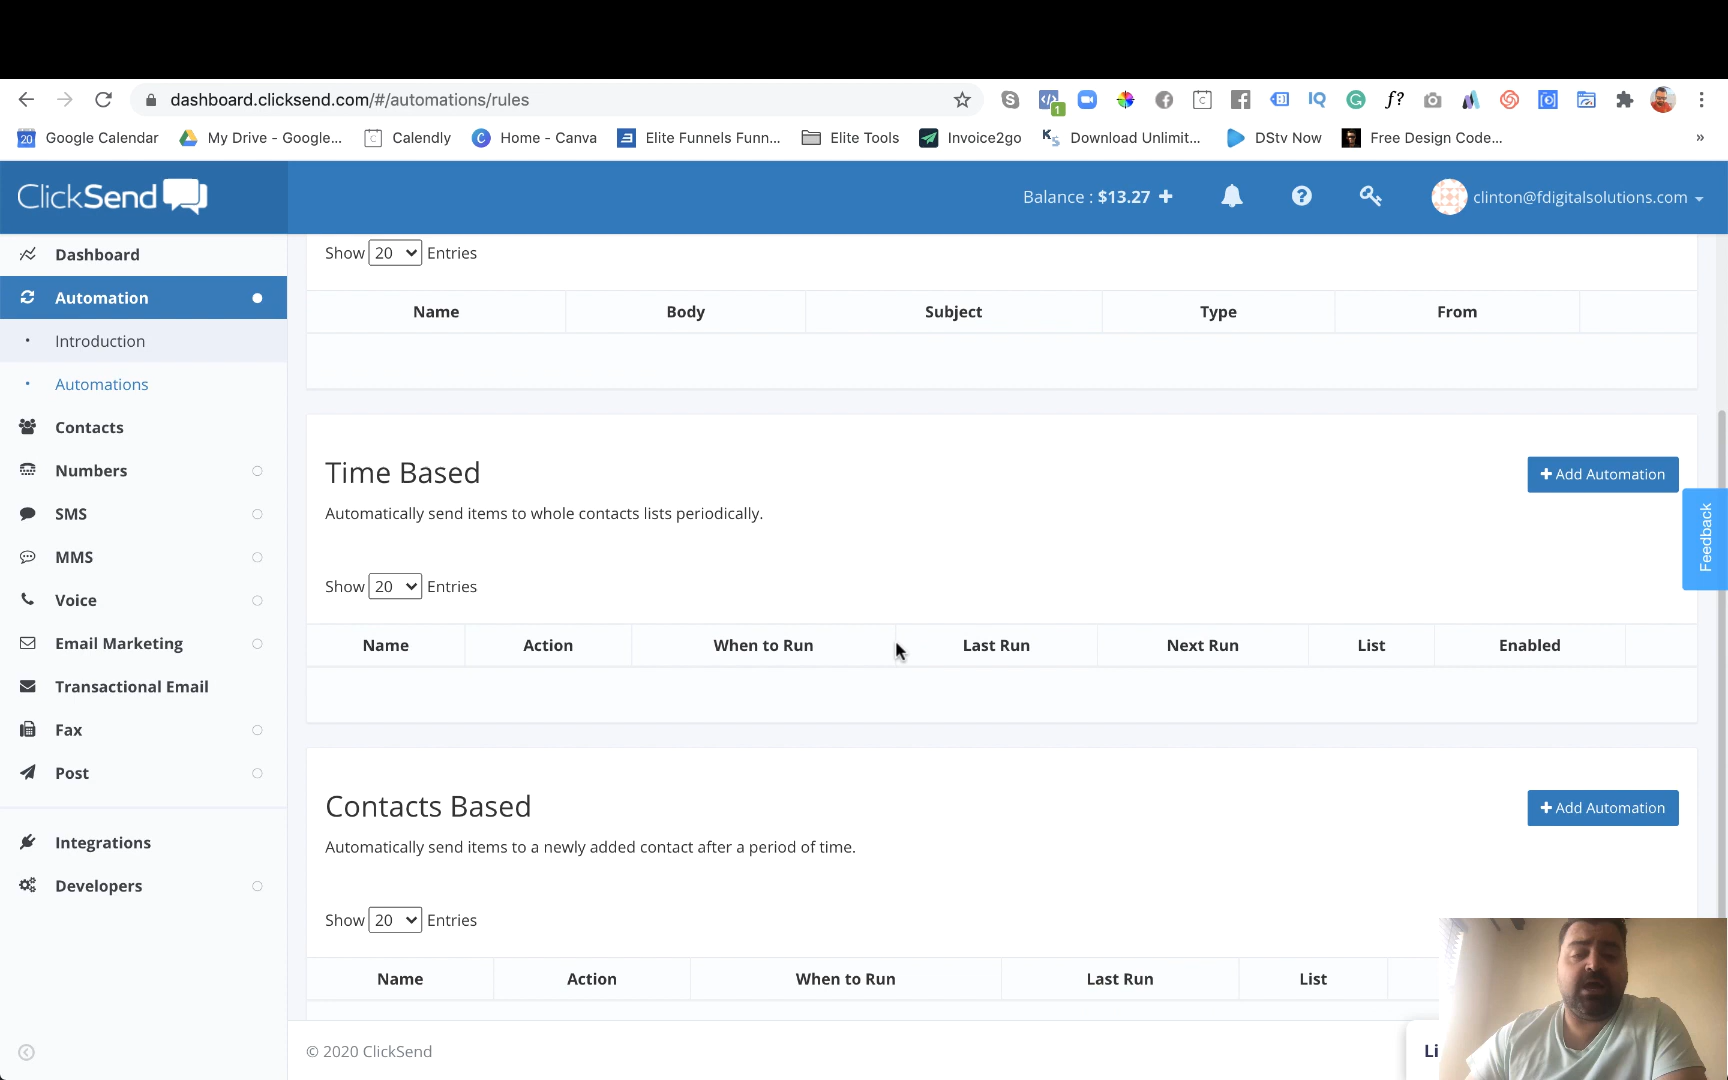 dashboard.clicksend.com/#/automations/rules
1
20 Google Calendar My Drive - Google... Calendly Home - Canva Elite Funnels Funn... Elite Tools Invoice2go Download Unlimit... DStv Now Free Design Code... »
ClickSend
Balance : $13.27 +
clinton@fdigitalsolutions.com
Dashboard
Automation
Introduction
Automations
Contacts
Numbers
SMS
MMS
Voice
Email Marketing
Transactional Email
Fax
Post
Integrations
Developers
Show 20 Entries
Name Body Subject Type From
Time Based
+ Add Automation
Automatically send items to whole contacts lists periodically.
Show 20 Entries
Name Action When to Run Last Run Next Run List Enabled
Contacts Based
+ Add Automation
Automatically send items to a newly added contact after a period of time.
Show 20 Entries
Name Action When to Run Last Run List
Feedback
© 2020 ClickSend
Li